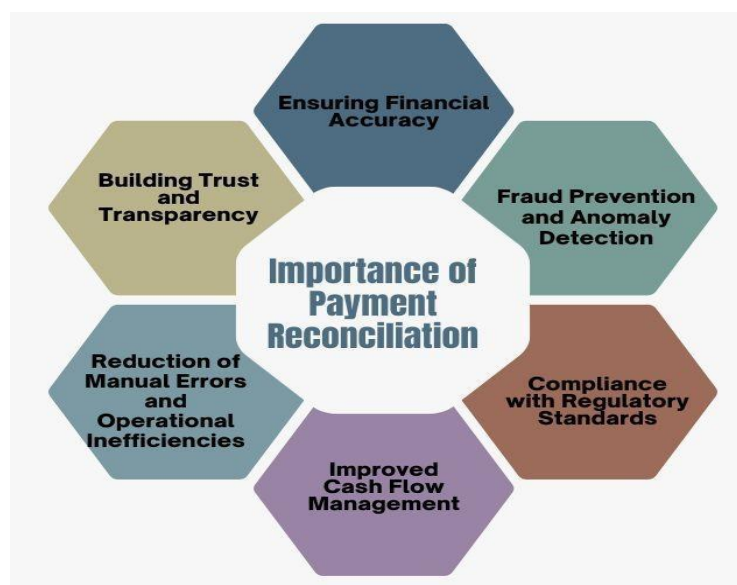 Ensuring Financial
Accuracy
Building Trust
and
Transparency
Fraud Prevention
and Anomaly
Detection
Importance of
Payment
Reconciliation
Reduction of
Manual Errors
and
Operational
Inefficiencies
Compliance
with Regulatory
Standards
Improved
Cash Flow
Management